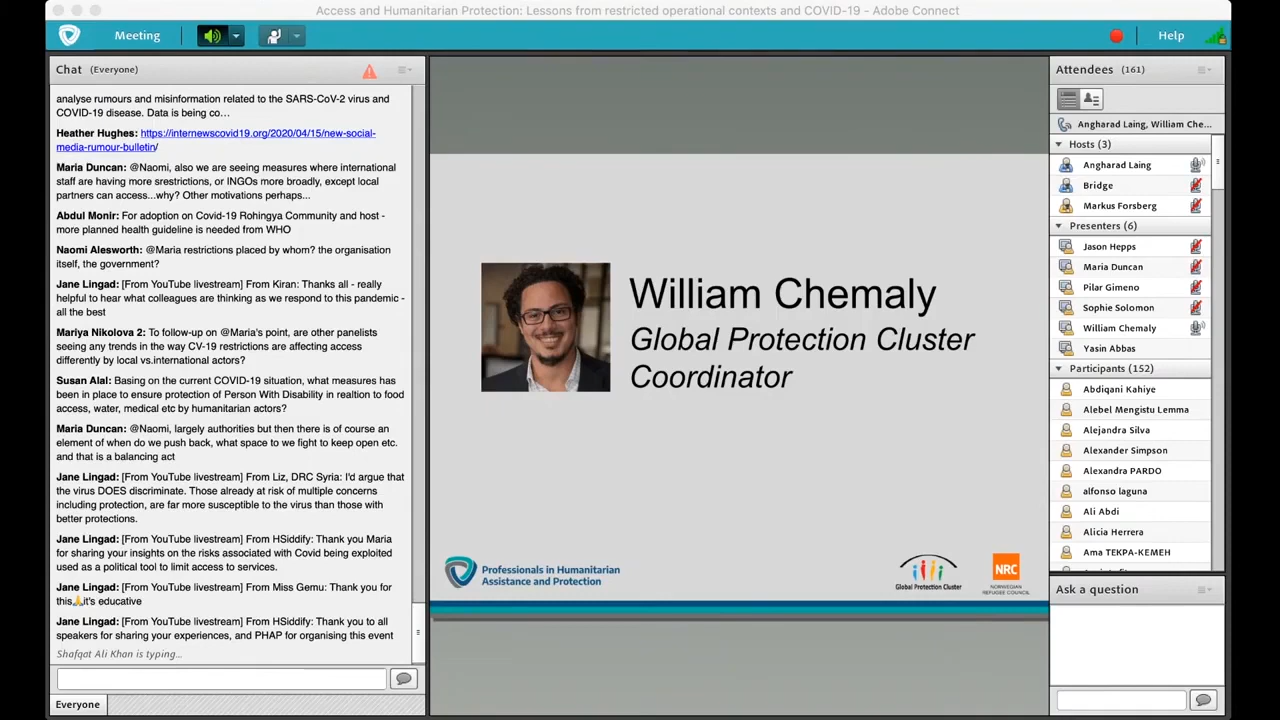 Access and Humanitarian Protection: Lessons from restricted operational contexts and COVID-19 - Adobe Connect
Meeting
Help
Chat (Everyone)
analyse rumours and misinformation related to the SARS-CoV-2 virus and
COVID-19 disease. Data is being co…
Heather Hughes: https://internewscovid19.org/2020/04/15/new-social-
media-rumour-bulletin/
Maria Duncan: @Naomi, also we are seeing measures where international
staff are having more srestrictions, or INGOs more broadly, except local
partners can access...why? Other motivations perhaps...
Abdul Monir: For adoption on Covid-19 Rohingya Community and host -
more planned health guideline is needed from WHO
Naomi Alesworth: @Maria restrictions placed by whom? the organisation
itself, the government?
Jane Lingad: [From YouTube livestream] From Kiran: Thanks all - really
helpful to hear what colleagues are thinking as we respond to this pandemic -
all the best
Mariya Nikolova 2: To follow-up on @Maria's point, are other panelists
seeing any trends in the way CV-19 restrictions are affecting access
differently by local vs.international actors?
Susan Alal: Basing on the current COVID-19 situation, what measures has
been in place to ensure protection of Person With Disability in realtion to food
access, water, medical etc by humanitarian actors?
Maria Duncan: @Naomi, largely authorities but then there is of course an
element of when do we push back, what space to we fight to keep open etc.
and that is a balancing act
Jane Lingad: [From YouTube livestream] From Liz, DRC Syria: I'd argue that
the virus DOES discriminate. Those already at risk of multiple concerns
including protection, are far more susceptible to the virus than those with
better protections.
Jane Lingad: [From YouTube livestream] From HSiddify: Thank you Maria
for sharing your insights on the risks associated with Covid being exploited
used as a political tool to limit access to services.
Jane Lingad: [From YouTube livestream] From Miss Gemu: Thank you for
this🙏it's educative
Jane Lingad: [From YouTube livestream] From HSiddify: Thank you to all
speakers for sharing your experiences, and PHAP for organising this event
Shafqat Ali Khan is typing...
Everyone
William Chemaly
Global Protection Cluster
Coordinator
Professionals in Humanitarian
Assistance and Protection
Global Protection Cluster
NRC
NORWEGIAN
REFUGEE COUNCIL
Attendees (161)
Angharad Laing, William Che...
Hosts (3)
Angharad Laing
Bridge
Markus Forsberg
Presenters (6)
Jason Hepps
Maria Duncan
Pilar Gimeno
Sophie Solomon
William Chemaly
Yasin Abbas
Participants (152)
Abdiqani Kahiye
Alebel Mengistu Lemma
Alejandra Silva
Alexander Simpson
Alexandra PARDO
alfonso laguna
Ali Abdi
Alicia Herrera
Ama TEKPA-KEMEH
Ask a question